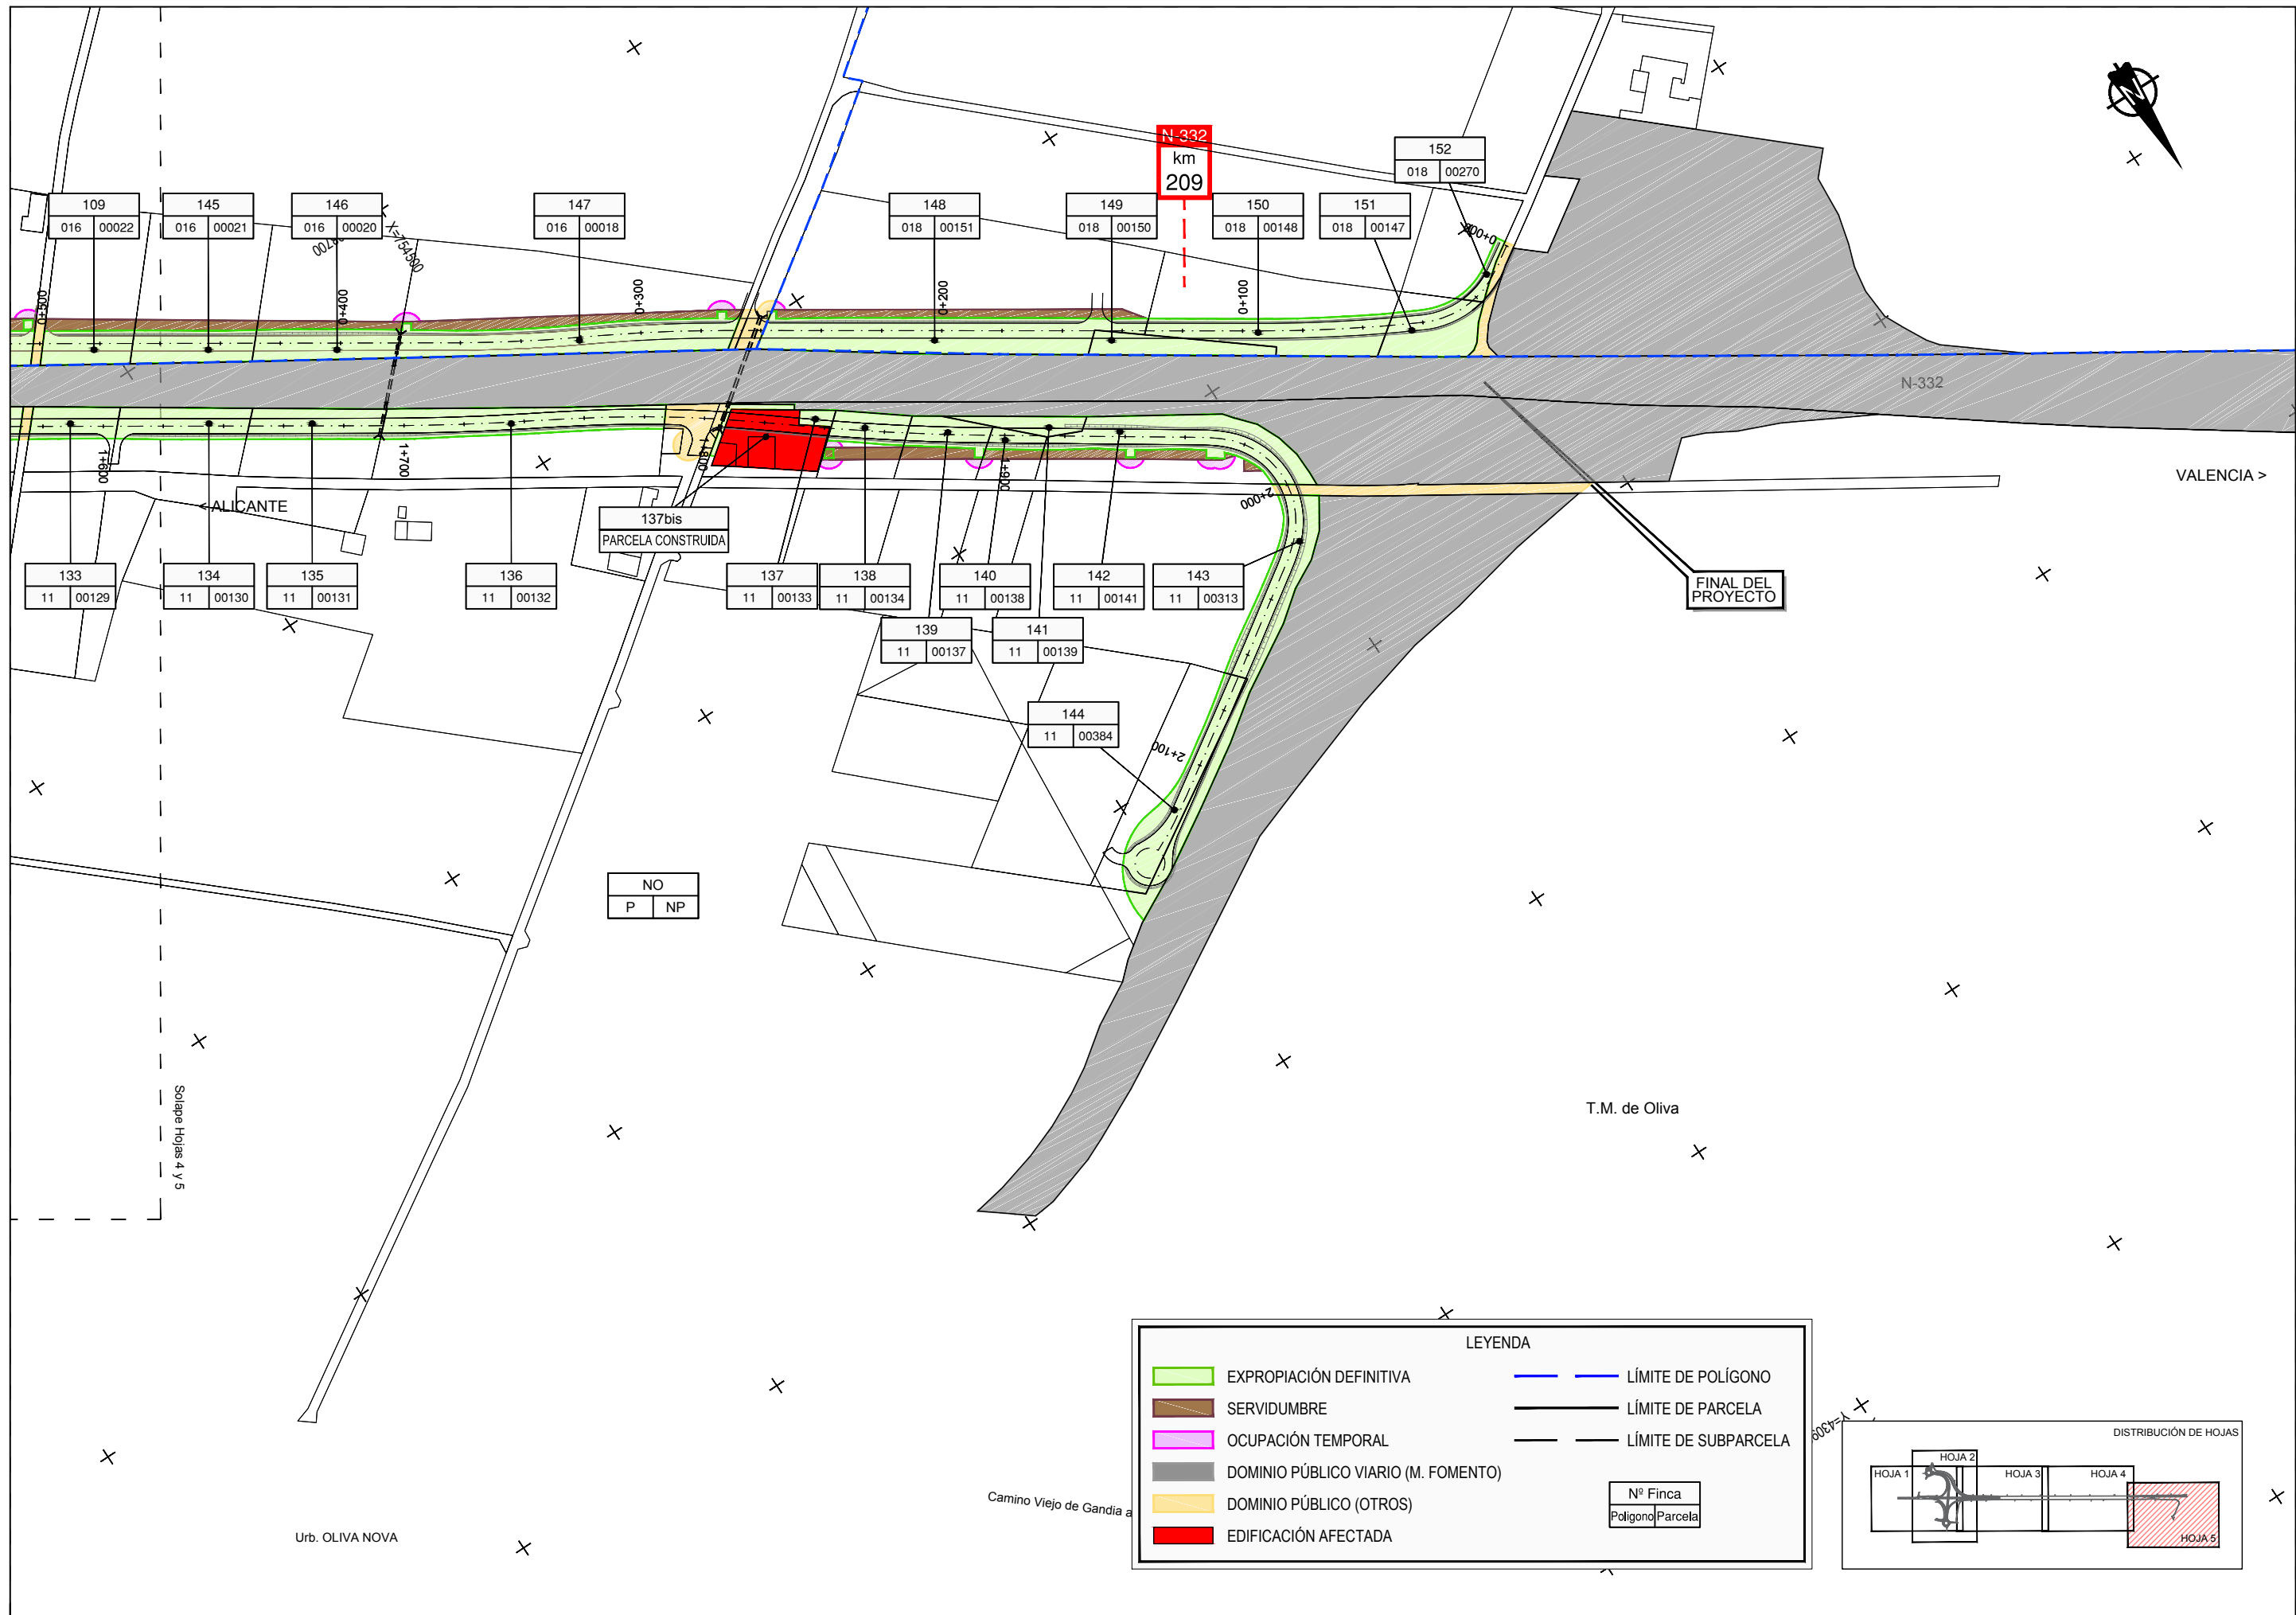 N-332
km
209
152
018 00270
109
016 00022
145
016 00021
146
016 00020
147
016 00018
148
018 00151
149
018 00150
150
018 00148
151
018 00147
X=754500
0+500
0+400
0+300
0+200
0+100
0+000
N-332
1+600
1+700
1+800
1+900
2+000
2+100
< ALICANTE
VALENCIA >
137bis
PARCELA CONSTRUIDA
133
11 00129
134
11 00130
135
11 00131
136
11 00132
137
11 00133
138
11 00134
140
11 00138
142
11 00141
143
11 00313
139
11 00137
141
11 00139
144
11 00384
FINAL DEL
PROYECTO
NO
P NP
Solape Hojas 4 y 5
T.M. de Oliva
Camino Viejo de Gandia a
Urb. OLIVA NOVA
LEYENDA
EXPROPIACIÓN DEFINITIVA
SERVIDUMBRE
OCUPACIÓN TEMPORAL
DOMINIO PÚBLICO VIARIO (M. FOMENTO)
DOMINIO PÚBLICO (OTROS)
EDIFICACIÓN AFECTADA
LÍMITE DE POLÍGONO
LÍMITE DE PARCELA
LÍMITE DE SUBPARCELA
Nº Finca
Poligono Parcela
DISTRIBUCIÓN DE HOJAS
HOJA 1
HOJA 2
HOJA 3
HOJA 4
HOJA 5